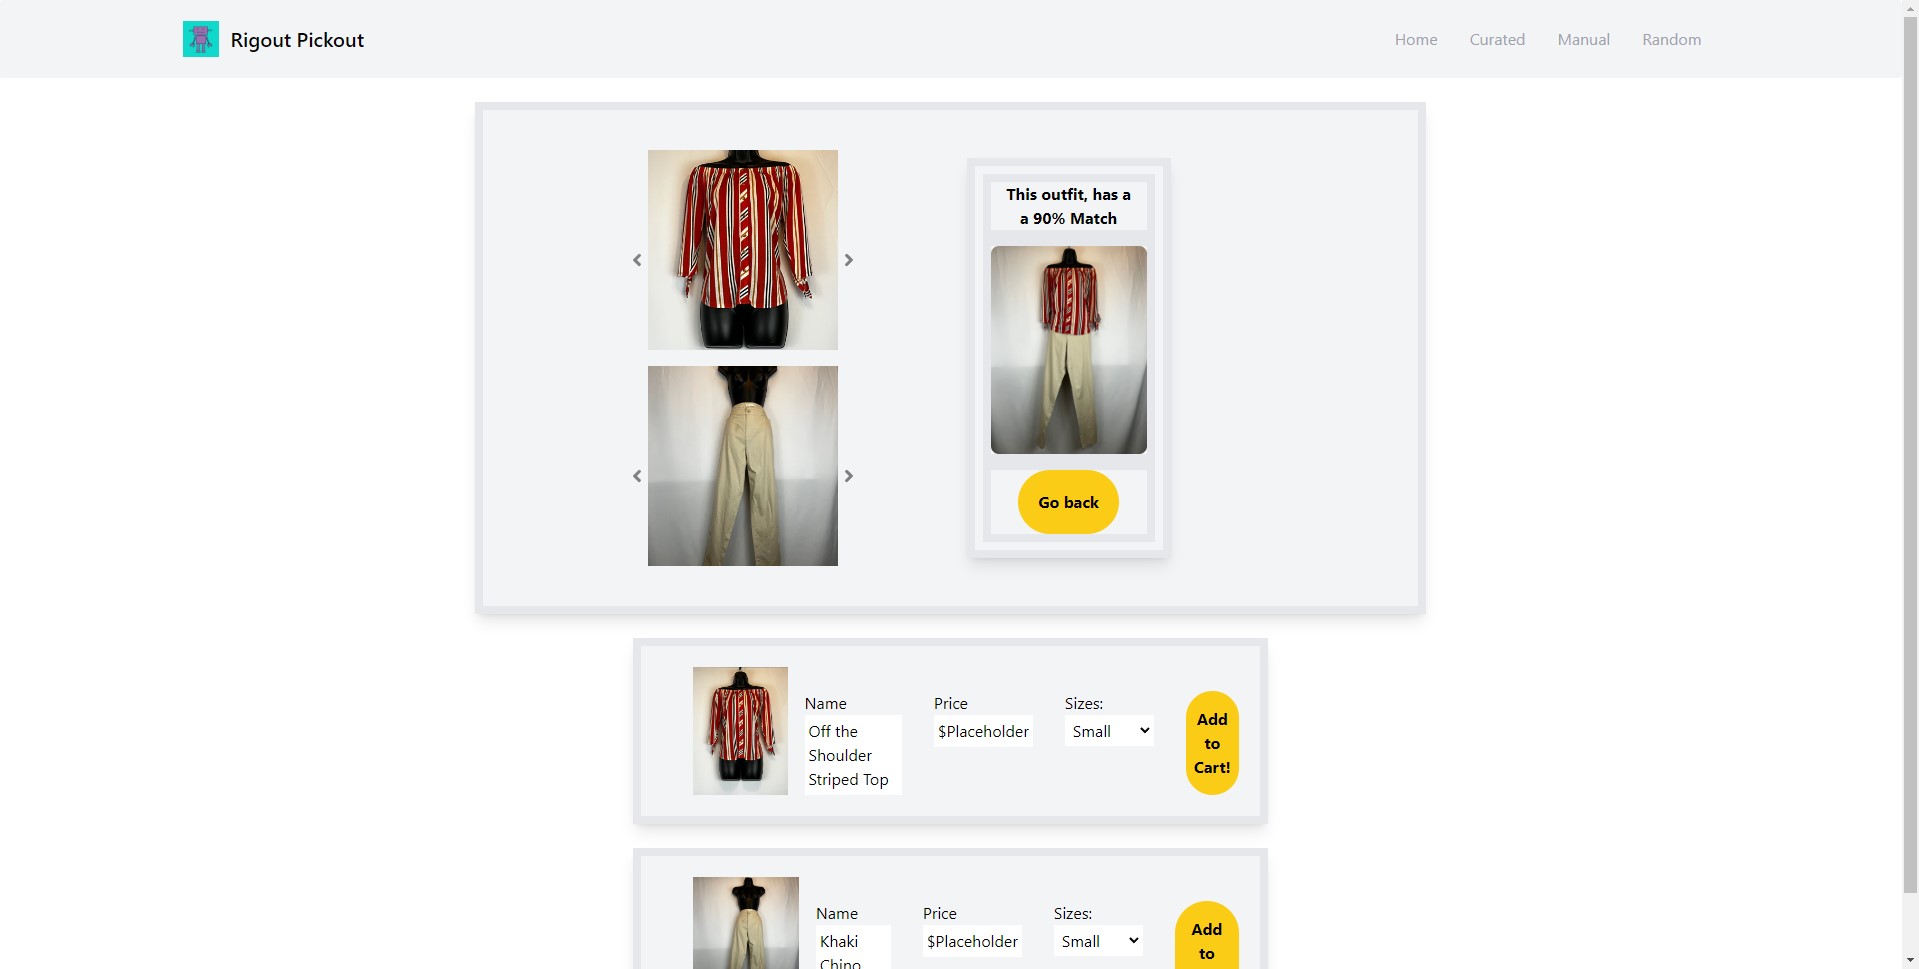 Rigout Pickout
Home Curated Manual Random
This outfit, has a
a 90% Match
Go back
Name
Off the
Shoulder
Striped Top
Price
$Placeholder
Sizes:
Small
Add
to
Cart!
Name
Khaki
Chino
Price
$Placeholder
Sizes:
Small
Add
to